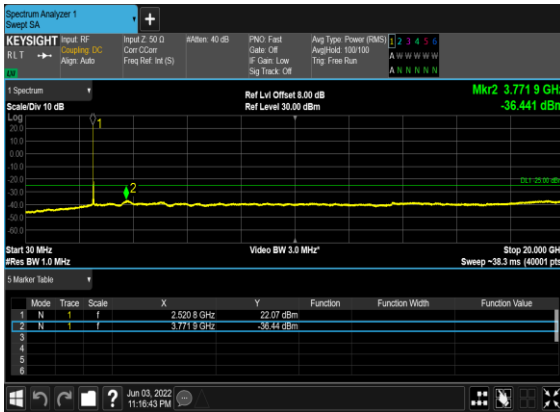 Spectrum Analyzer 1
Swept SA
+
KEYSIGHT Input: RF Input Z: 50 Ω #Atten: 40 dB PNO: Fast Avg Type: Power (RMS) 1 2 3 4 5 6
RLT Coupling: DC Corr CCorr Gate: Off Avg|Hold: 100/100 A W W W W W
Align: Auto Freq Ref: Int (S) IF Gain: Low Trig: Free Run
Sig Track: Off A N N N N N
1 Spectrum Ref Lvl Offset 8.00 dB Mkr2 3.771 9 GHz
Scale/Div 10 dB Ref Level 30.00 dBm -36.441 dBm
Log
20.0
10.0
0.00
-10.0
-20.0
-30.0
-40.0
-50.0
-60.0
1
2
DL1 -25.00 dBm
Start 30 MHz Video BW 3.0 MHz* Stop 20.000 GHz
#Res BW 1.0 MHz Sweep ~38.3 ms (40001 pts)
5 Marker Table
Mode Trace Scale X Y Function Function Width Function Value
1 N 1 f 2.520 8 GHz 22.07 dBm
2 N 1 f 3.771 9 GHz -36.44 dBm
3
4
5
6
? Jun 03, 2022
11:16:43 PM